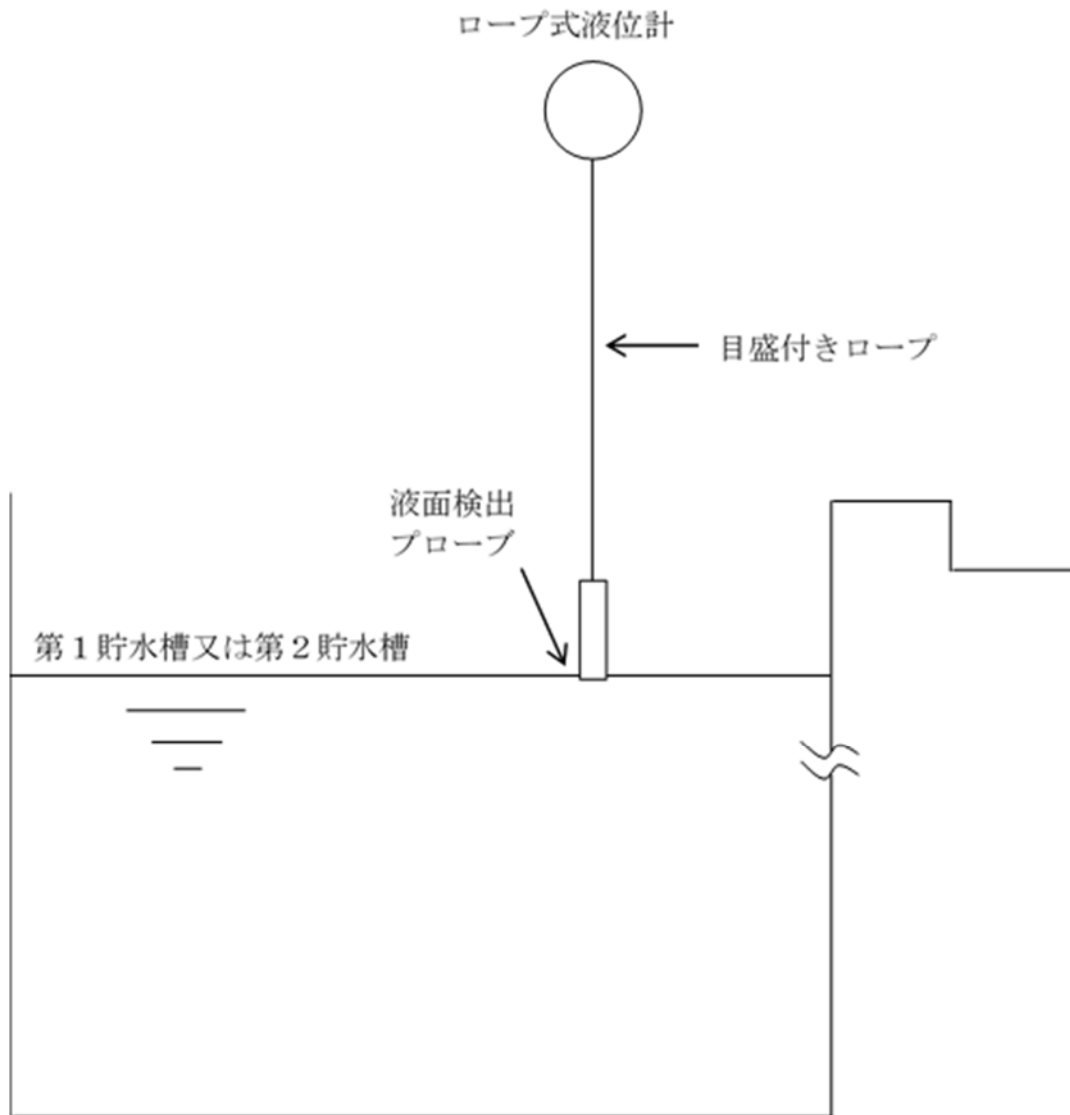 ロープ式液位計
目盛付きロープ
液面検出
プローブ
第１貯水槽又は第２貯水槽